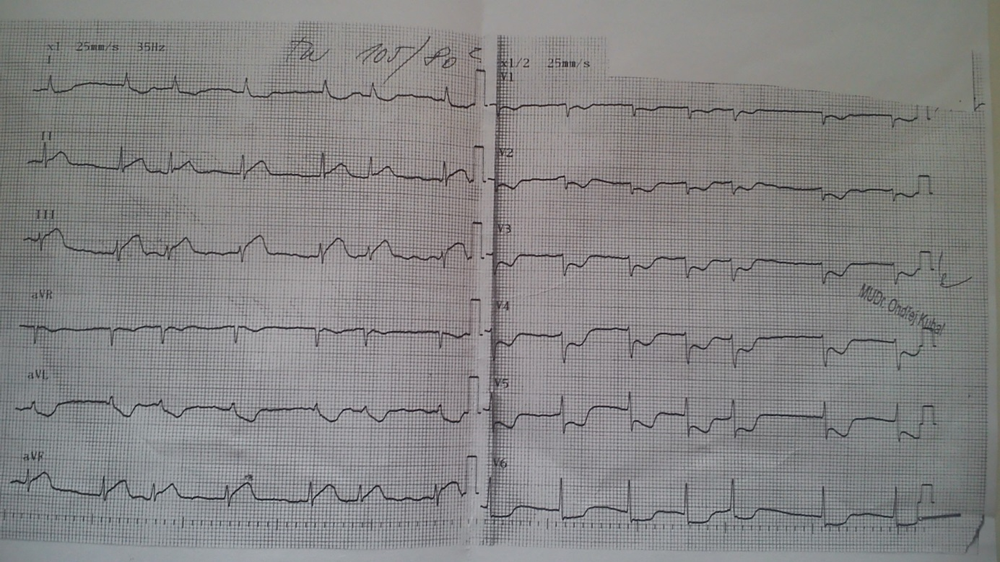 x1 25mm/s 35Hz
I
II
III
aVR
aVL
aVF
105/80
x1/2 25mm/s
V1
V2
V3
V4
V5
V6
MUDr. Ondřej Kubal